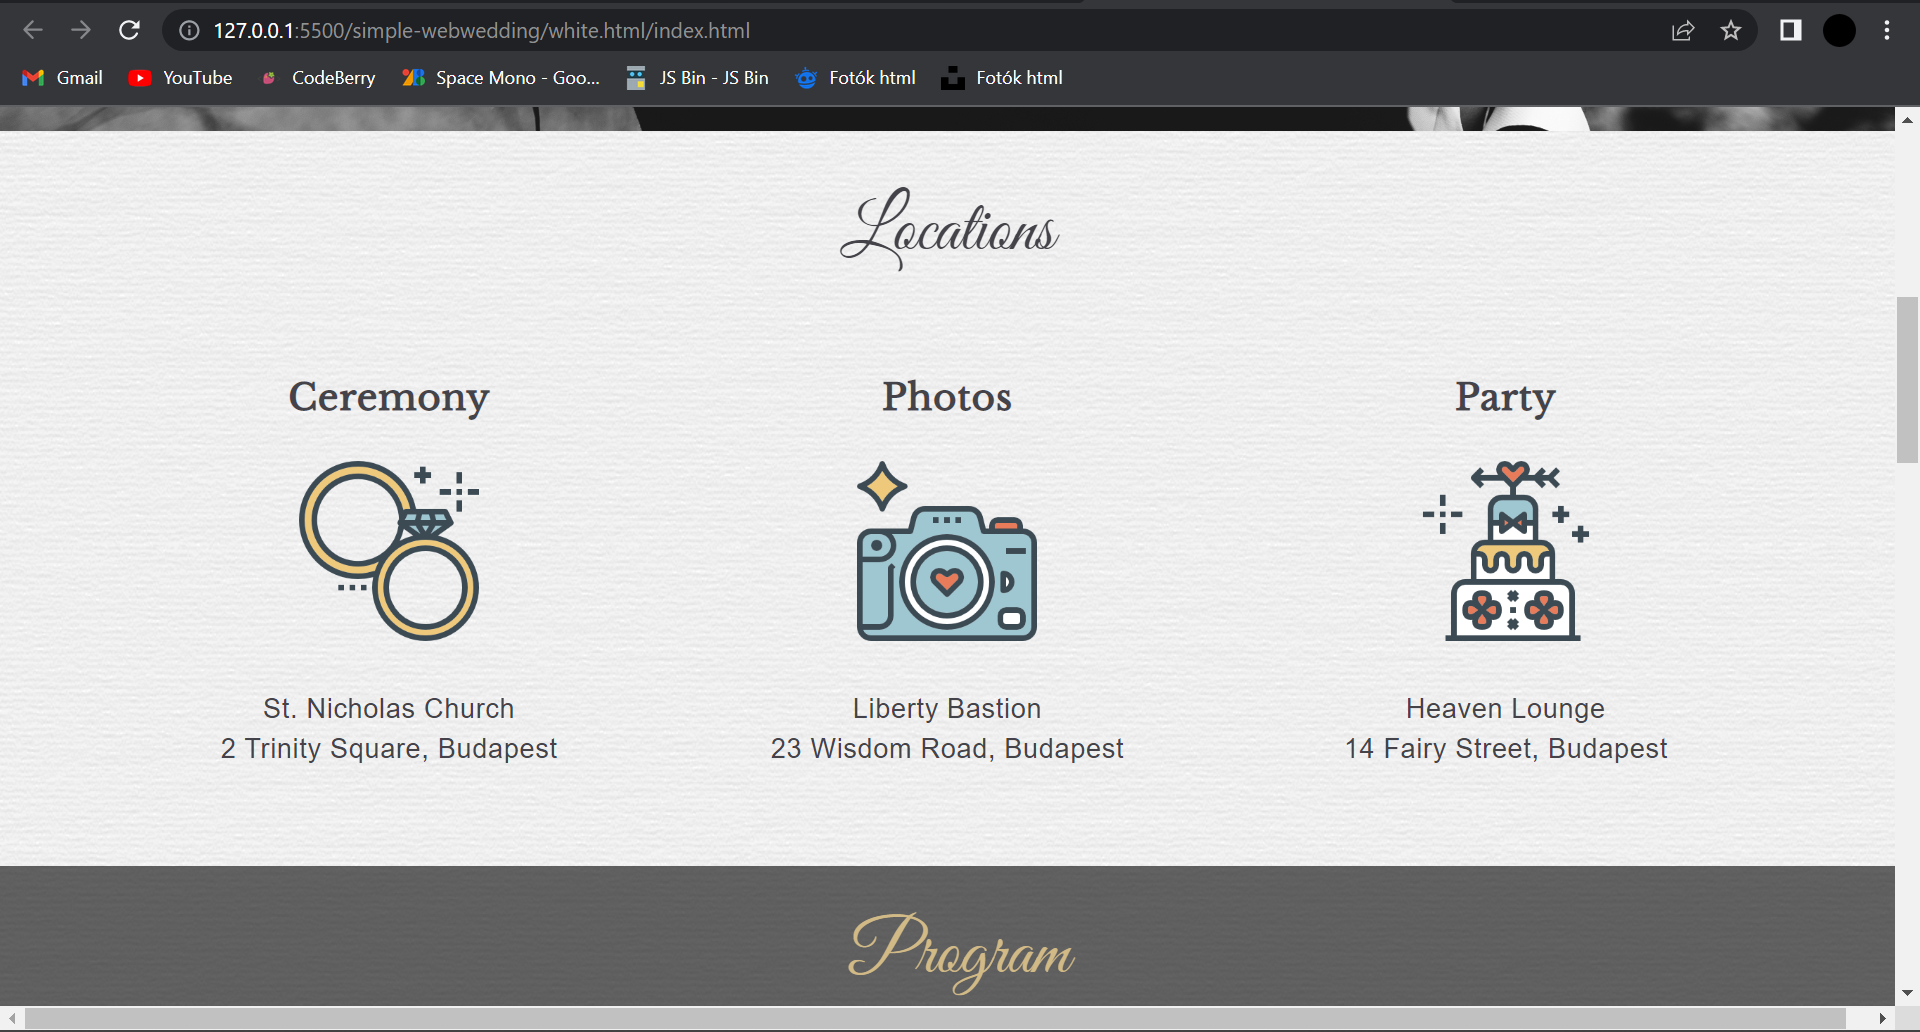 127.0.0.1:5500/simple-webwedding/white.html/index.html
Gmail YouTube CodeBerry Space Mono - Goo... JS Bin - JS Bin Fotók html Fotók html
Locations
Ceremony Photos Party
St. Nicholas Church Liberty Bastion Heaven Lounge
2 Trinity Square, Budapest 23 Wisdom Road, Budapest 14 Fairy Street, Budapest
Program